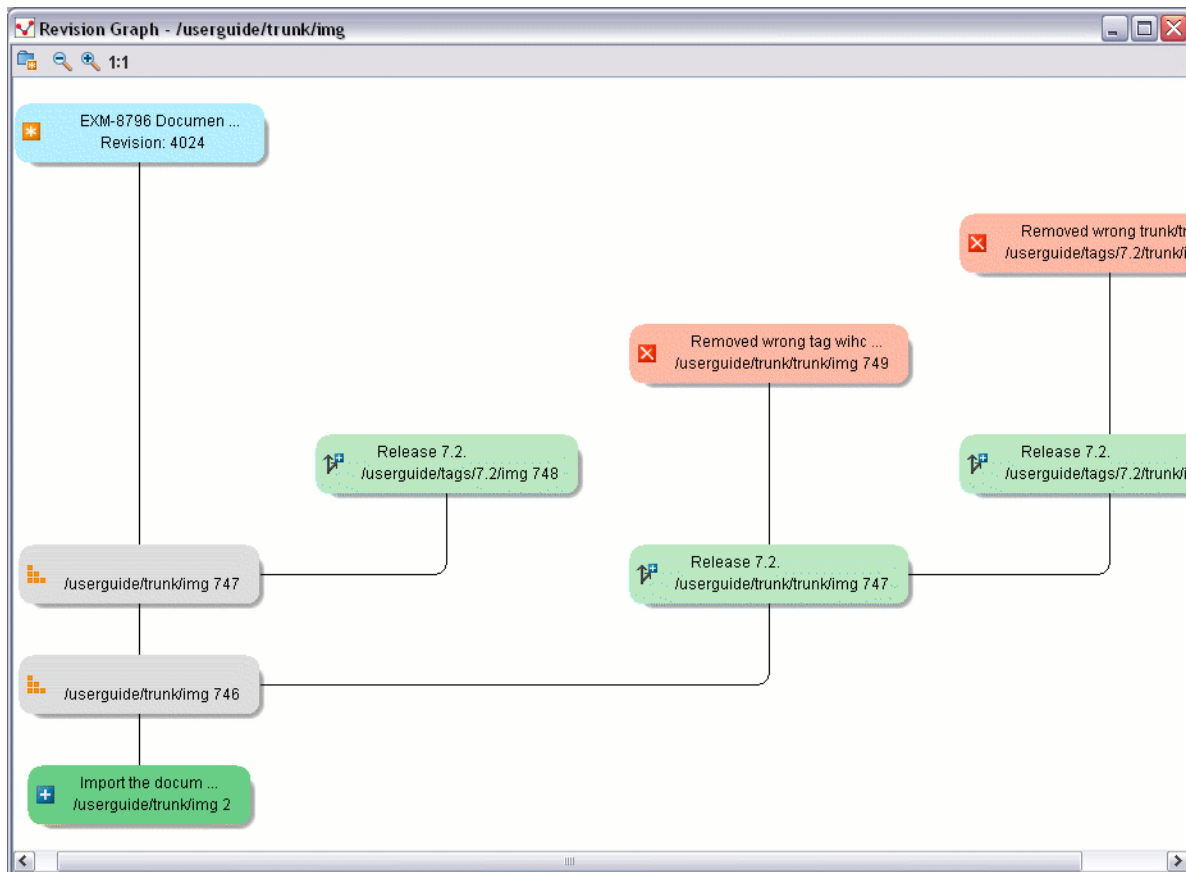 Revision Graph - /userguide/trunk/img
1:1
EXM-8796 Documen ...
Revision: 4024
Removed wrong trunk/tr
/userguide/tags/7.2/trunk/i
Removed wrong tag wihc ...
/userguide/trunk/trunk/img 749
Release 7.2.
/userguide/tags/7.2/img 748
Release 7.2.
/userguide/tags/7.2/trunk/i
/userguide/trunk/img 747
Release 7.2.
/userguide/trunk/trunk/img 747
/userguide/trunk/img 746
Import the docum ...
/userguide/trunk/img 2